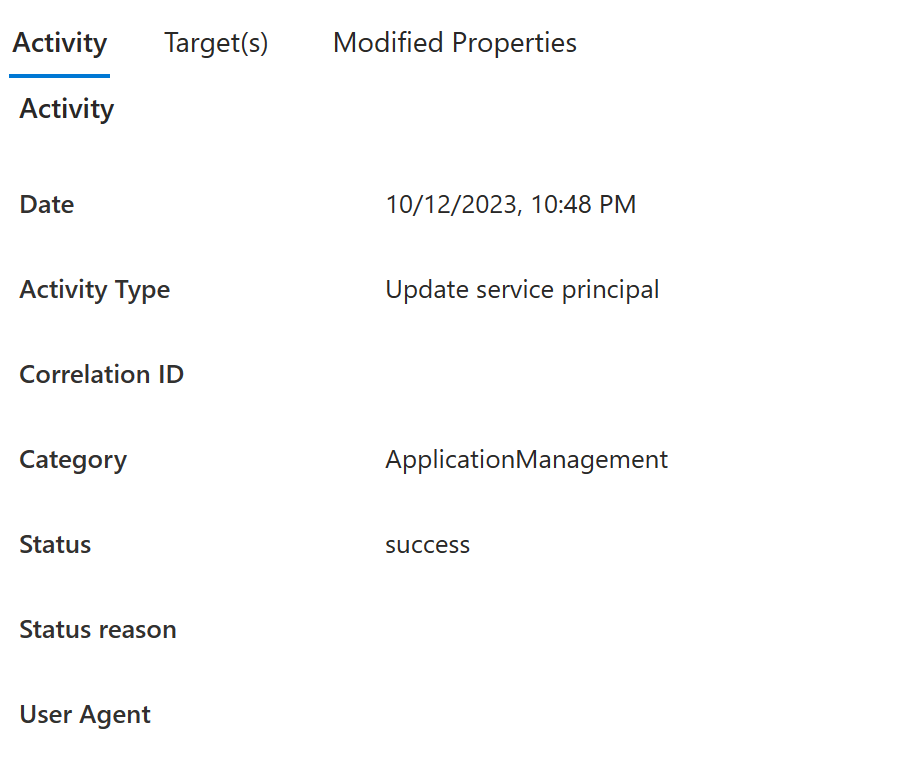 Activity Target(s) Modified Properties
Activity
Date 10/12/2023, 10:48 PM
Activity Type Update service principal
Correlation ID
Category ApplicationManagement
Status success
Status reason
User Agent